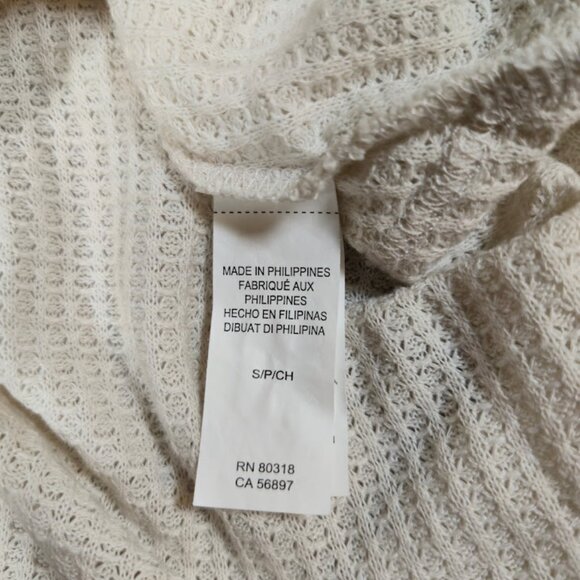 MADE IN PHILIPPINES
FABRIQUÉ AUX
PHILIPPINES
HECHO EN FILIPINAS
DIBUAT DI PHILIPINA
S/P/CH
RN 80318
CA 56897